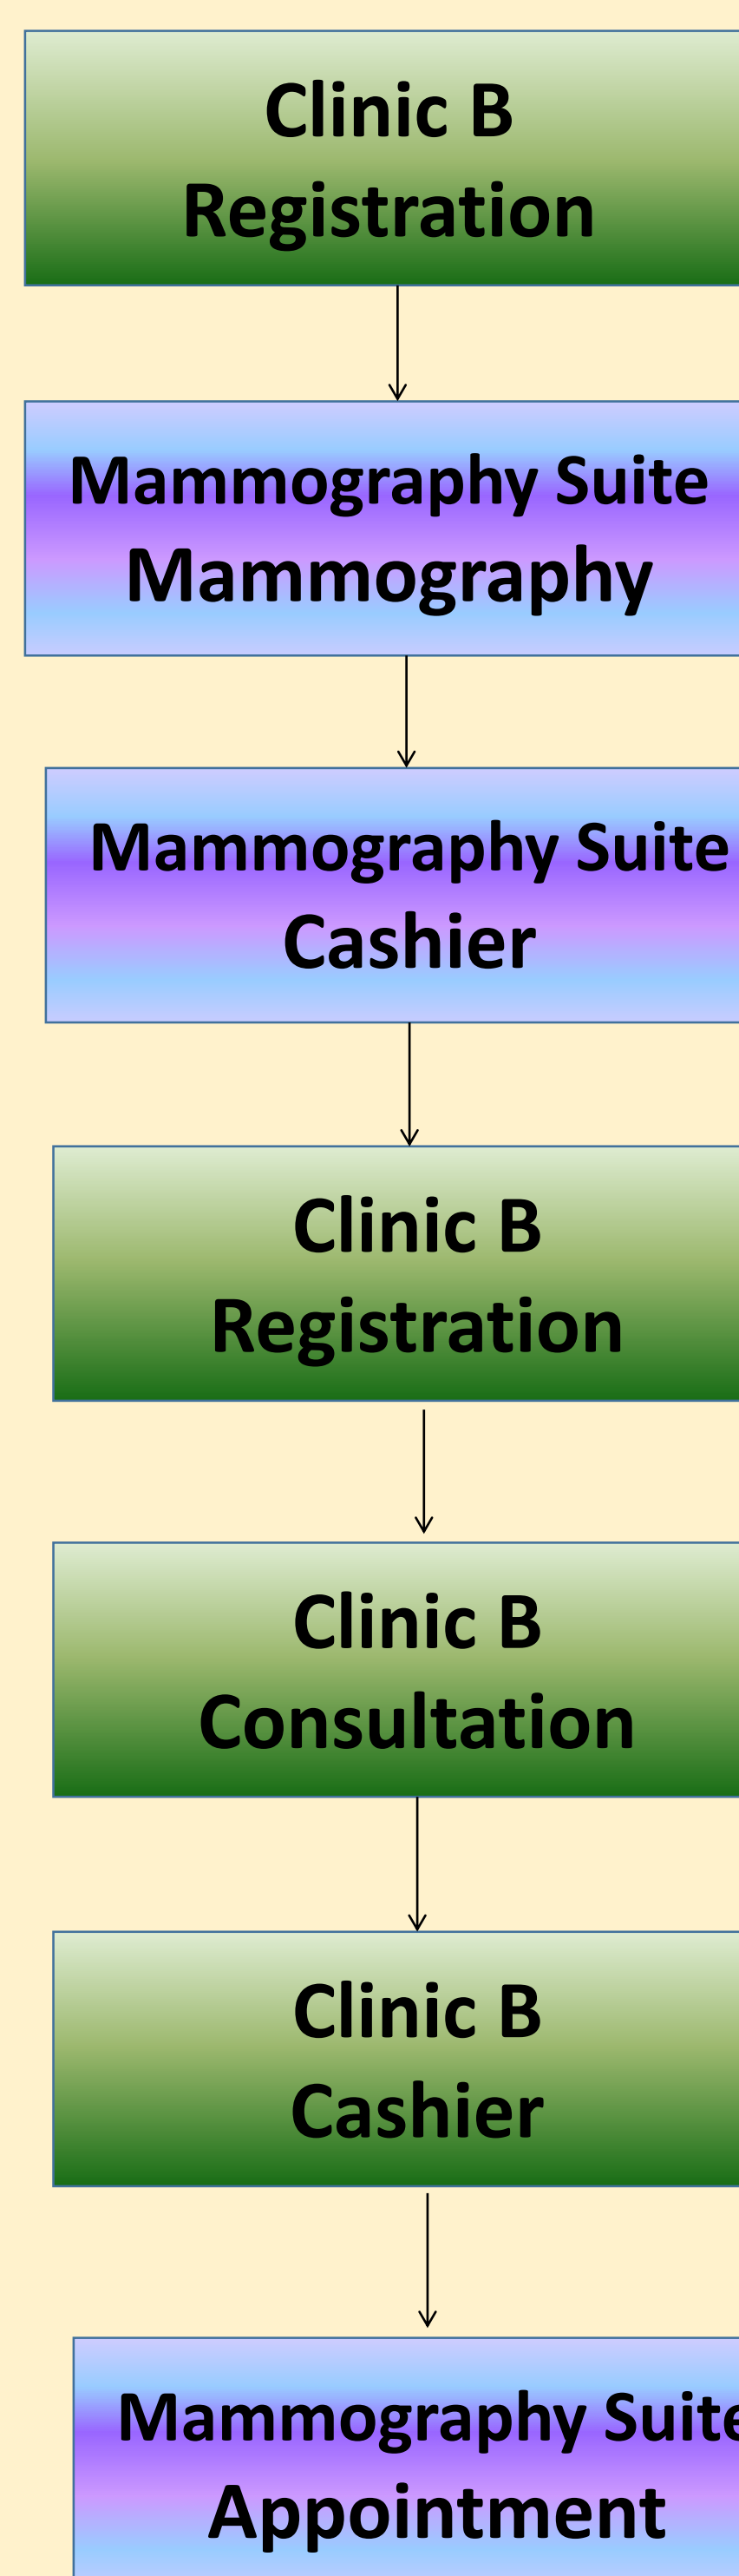 Clinic B
Registration
Mammography Suite
Mammography
Mammography Suite
Cashier
Clinic B
Registration
Clinic B
Consultation
Clinic B
Cashier
Mammography Suite
Appointment